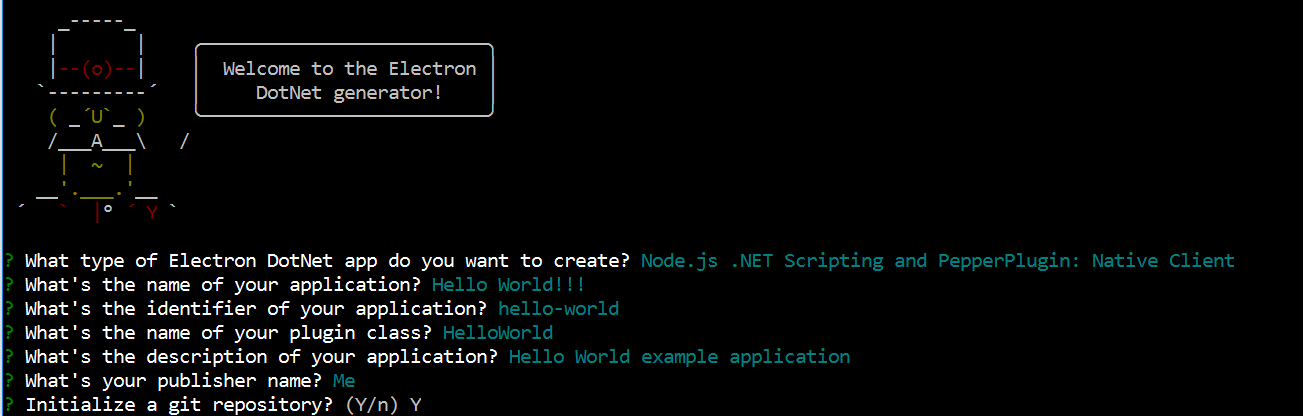 Welcome to the Electron
DotNet generator!
? What type of Electron DotNet app do you want to create? Node.js .NET Scripting and PepperPlugin: Native Client
? What's the name of your application? Hello World!!!
? What's the identifier of your application? hello-world
? What's the name of your plugin class? HelloWorld
? What's the description of your application? Hello World example application
? What's your publisher name? Me
? Initialize a git repository? (Y/n) Y